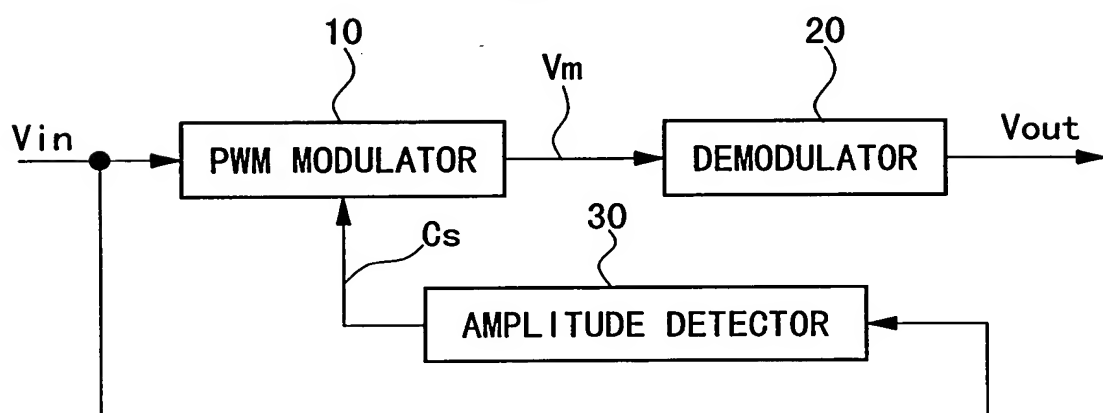 10
20
Vm
Vin
PWM MODULATOR
DEMODULATOR
Vout
Cs
30
AMPLITUDE DETECTOR